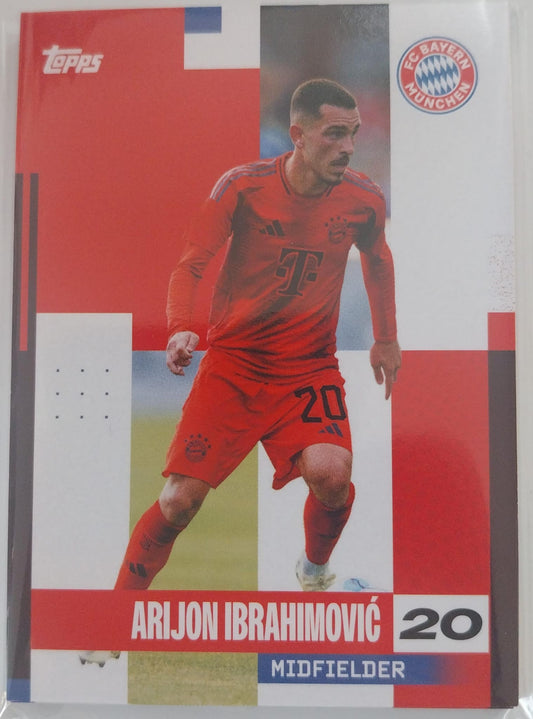 Topps
FC BAYERN
MÜNCHEN
T
20
ARIJON IBRAHIMOVIĆ 20
MIDFIELDER